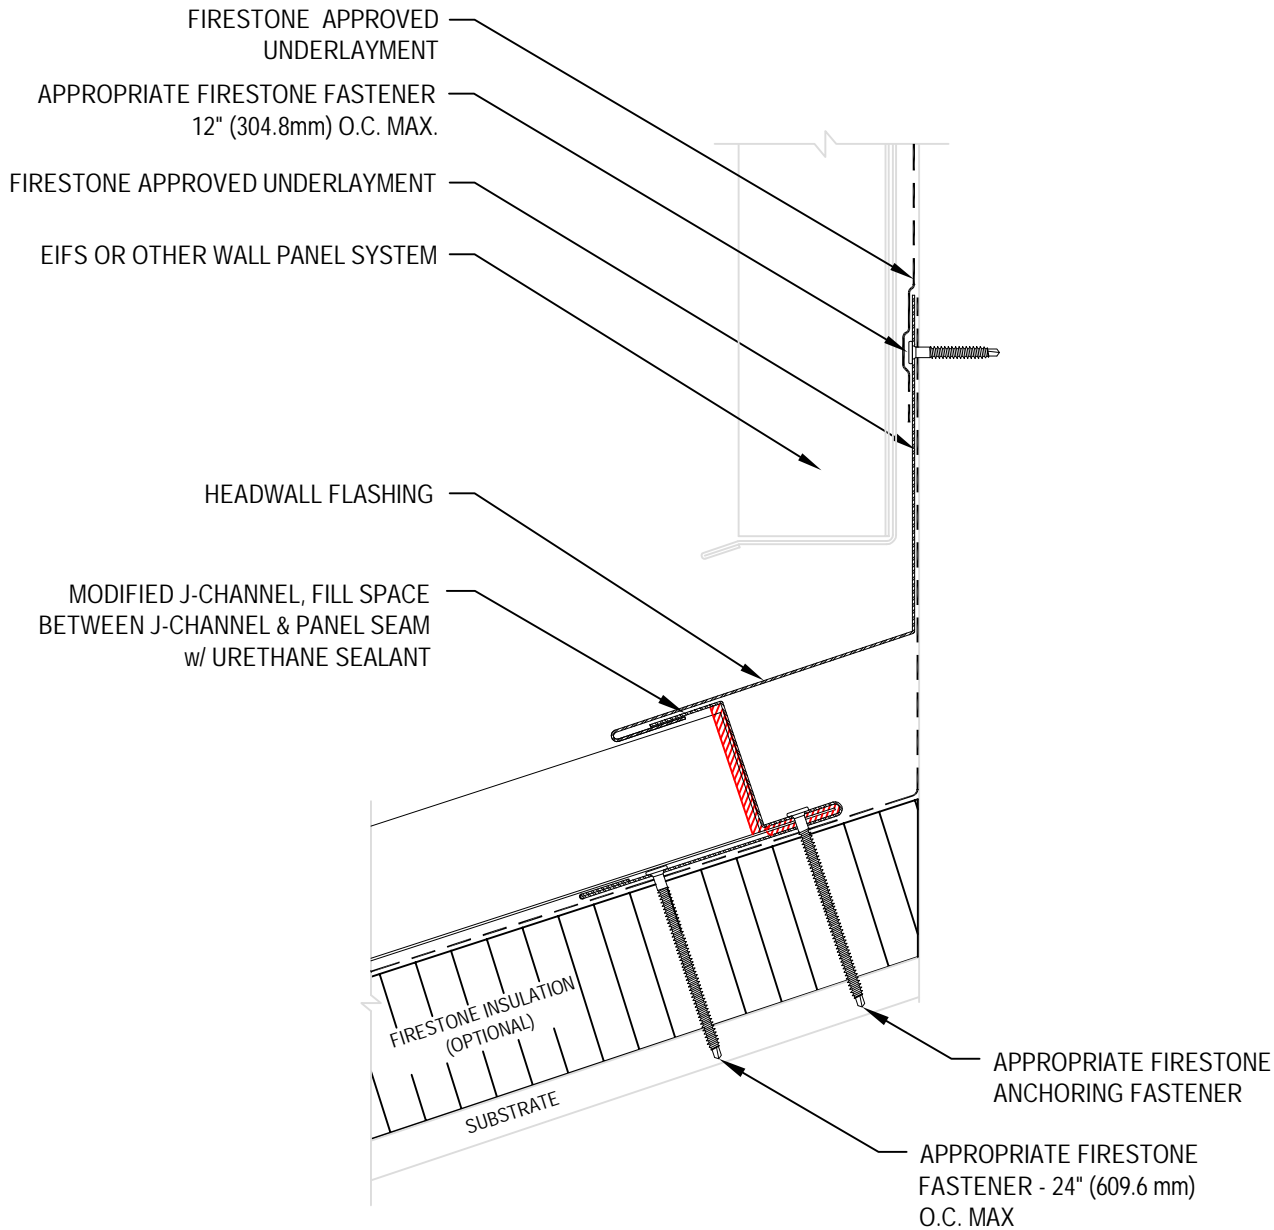 FIRESTONE APPROVED
UNDERLAYMENT
APPROPRIATE FIRESTONE FASTENER
12" (304.8mm) O.C. MAX.
FIRESTONE APPROVED UNDERLAYMENT
EIFS OR OTHER WALL PANEL SYSTEM
HEADWALL FLASHING
MODIFIED J-CHANNEL, FILL SPACE
BETWEEN J-CHANNEL & PANEL SEAM
w/ URETHANE SEALANT
FIRESTONE INSULATION
(OPTIONAL)
SUBSTRATE
APPROPRIATE FIRESTONE
ANCHORING FASTENER
APPROPRIATE FIRESTONE
FASTENER - 24" (609.6 mm)
O.C. MAX